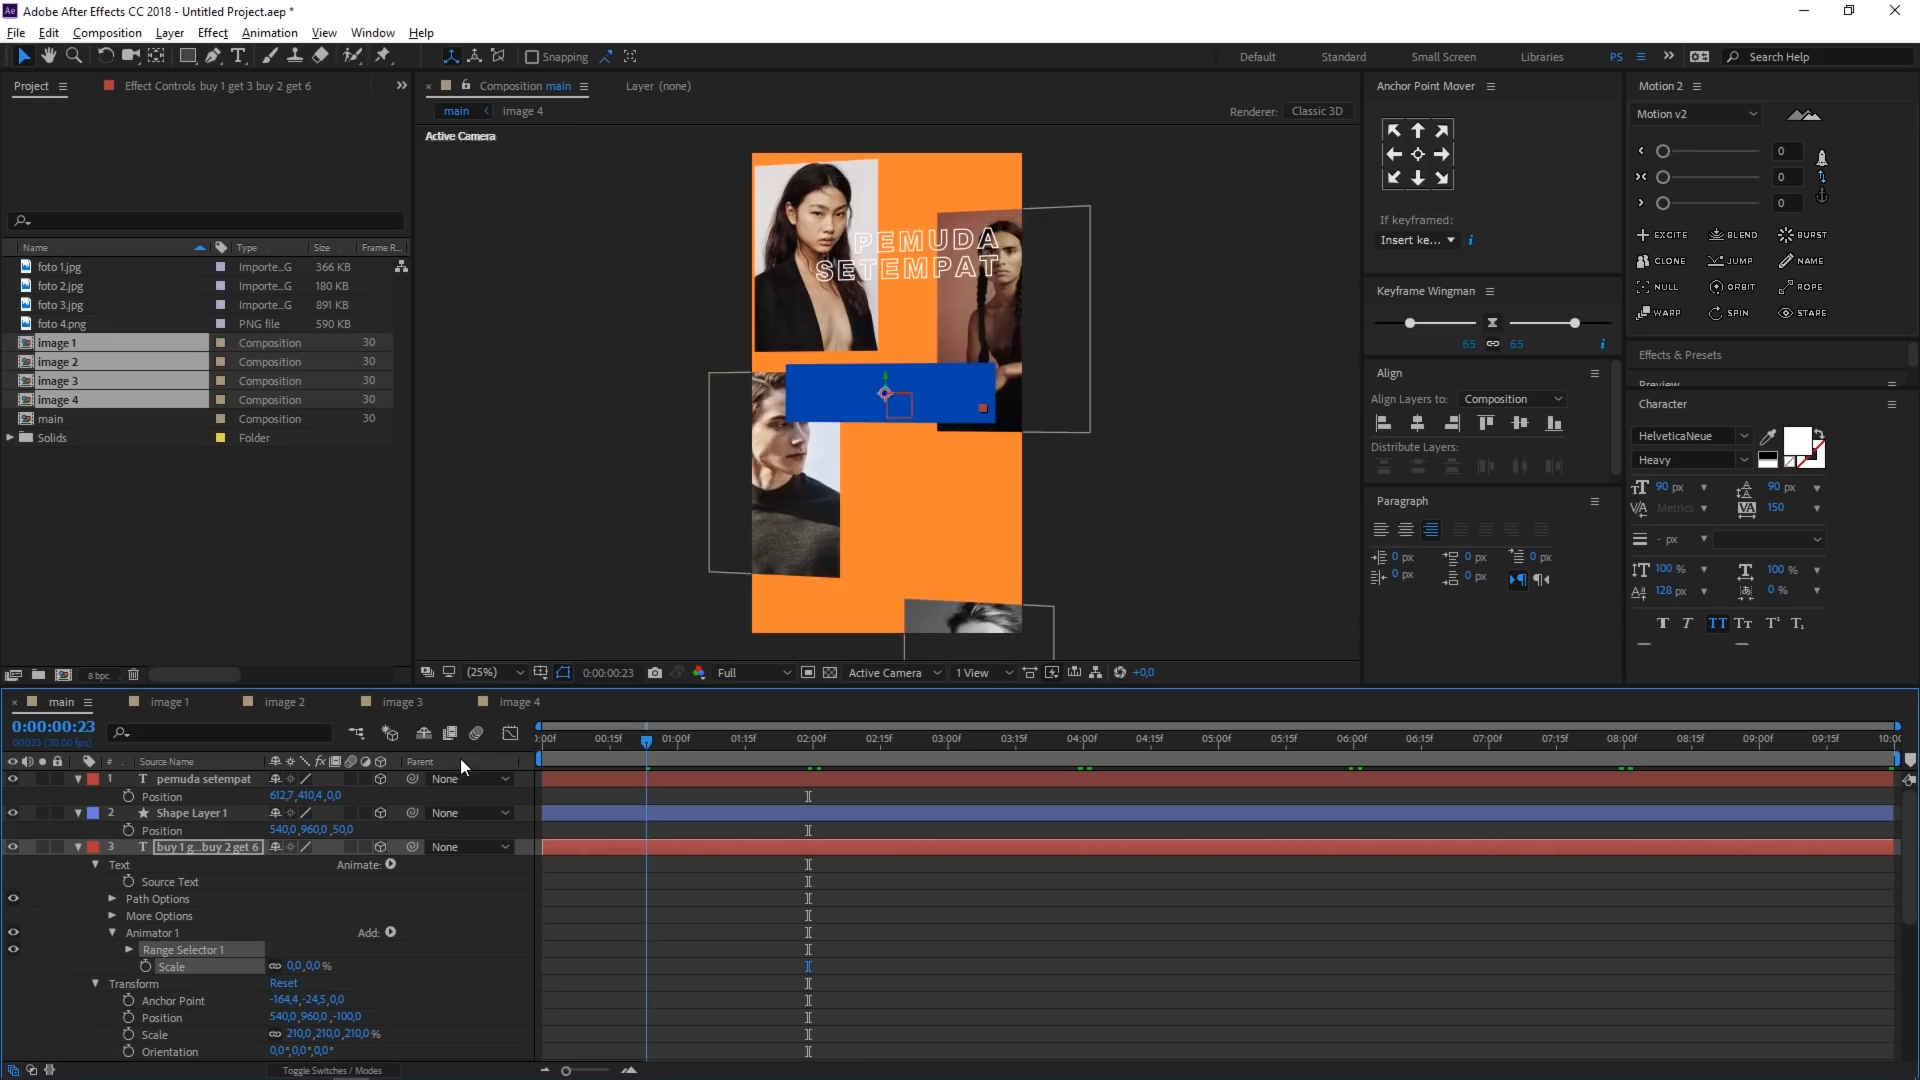 Adobe After Effects CC 2018 - Untitled Project.aep *
File Edit Composition Layer Effect Animation View Window Help
Snapping
Default Standard Small Screen Libraries PS Search Help
Project Effect Controls buy 1 get 3 buy 2 get 6
Composition main Layer (none)
main image 4 Renderer: Classic 3D
Active Camera
Name Type Size Frame R...
foto 1.jpg Importe...G 366 KB
foto 2.jpg Importe...G 180 KB
foto 3.jpg Importe...G 891 KB
foto 4.png PNG file 590 KB
image 1 Composition 30
image 2 Composition 30
image 3 Composition 30
image 4 Composition 30
main Composition 30
Solids Folder
8 bpc
PEMUDA
SETEMPAT
(25%) 0:00:00:23 Full Active Camera 1 View +0,0
Anchor Point Mover
If keyframed:
Insert ke...
Keyframe Wingman
65 65
Align
Align Layers to: Composition
Distribute Layers:
Paragraph
0 px 0 px 0 px
0 px 0 px
Motion 2
Motion v2
0
0
0
EXCITE BLEND BURST
CLONE JUMP NAME
NULL ORBIT ROPE
WARP SPIN STARE
Effects & Presets
Preview
Character
HelveticaNeue
Heavy
90 px 90 px
Metrics 150
- px
100 % 100 %
128 px 0 %
T T TT Tr T¹ T₁
main image 1 image 2 image 3 image 4
0:00:00:23
00023 (30.00 fps)
:00f 00:15f 01:00f 01:15f 02:00f 02:15f 03:00f 03:15f 04:00f 04:15f 05:00f 05:15f 06:00f 06:15f 07:00f 07:15f 08:00f 08:15f 09:00f 09:15f 10:00
# Source Name Parent
1 T pemuda setempat None
Position 612,7,410,4,0,0
2 Shape Layer 1 None
Position 540,0,960,0,50,0
3 T buy 1 g...buy 2 get 6 None
Text Animate:
Source Text
Path Options
More Options
Animator 1 Add:
Range Selector 1
Scale 0,0,0,0 %
Transform Reset
Anchor Point -164,4,-24,5,0,0
Position 540,0,960,0,-100,0
Scale 210,0,210,0,210,0 %
Orientation 0,0°,0,0°,0,0°
Toggle Switches / Modes